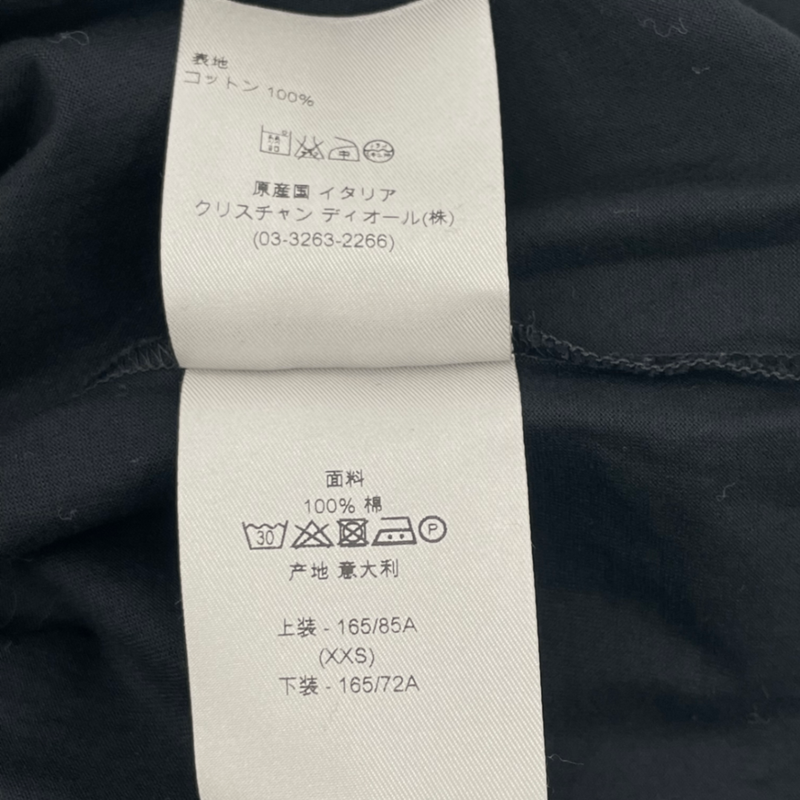 表地
コットン 100%
中
原産国 イタリア
クリスチャン ディオール(株)
(03-3263-2266)
面料
100% 棉
30 P
产地 意大利
上装 - 165/85A
(XXS)
下装 - 165/72A